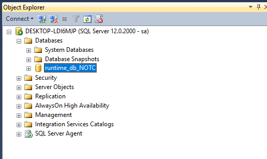 Object Explorer
Connect
DESKTOP-LDI6MJP (SQL Server 12.0.2000 - sa)
Databases
System Databases
Database Snapshots
runtime_db_NOTC
Security
Server Objects
Replication
AlwaysOn High Availability
Management
Integration Services Catalogs
SQL Server Agent